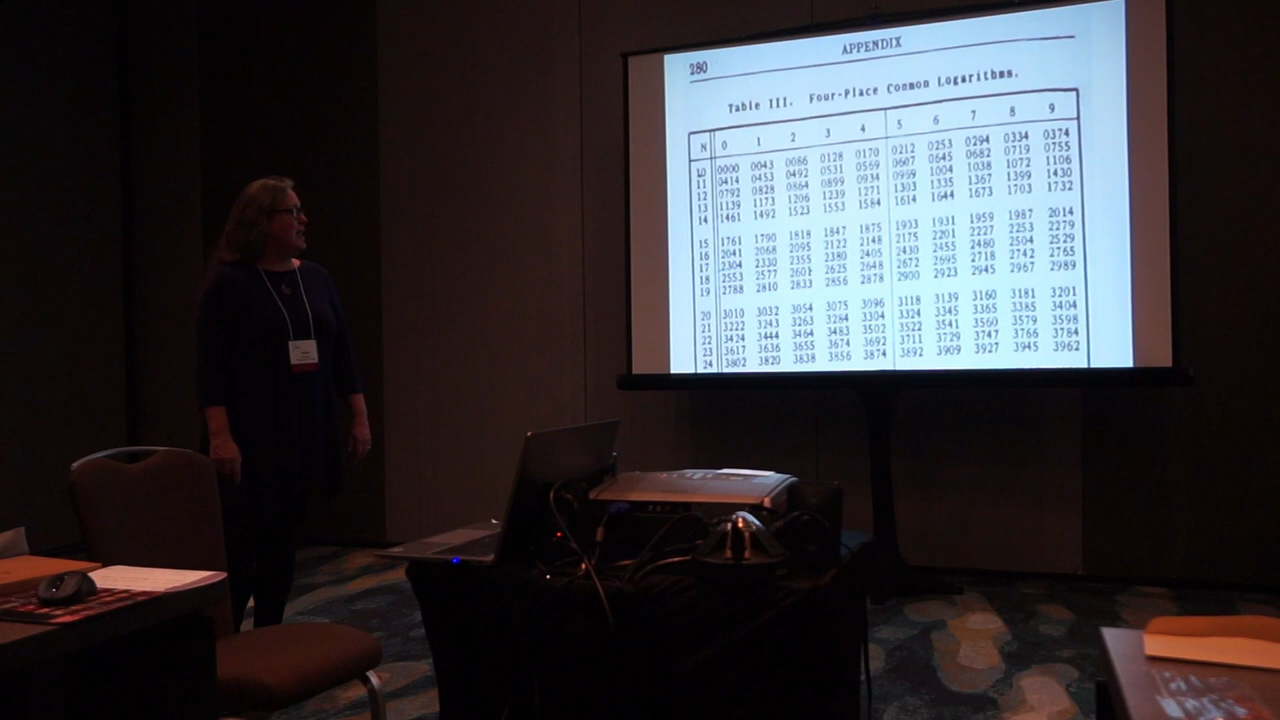 280
APPENDIX
Table III. Four-Place Common Logarithms.
N 0 1 2 3 4 5 6 7 8 9
10 0000 0043 0086 0128 0170 0212 0253 0294 0334 0374
11 0414 0453 0492 0531 0569 0607 0645 0682 0719 0755
12 0792 0828 0864 0899 0934 0969 1004 1038 1072 1106
13 1139 1173 1206 1239 1271 1303 1335 1367 1399 1430
14 1461 1492 1523 1553 1584 1614 1644 1673 1703 1732
15 1761 1790 1818 1847 1875 1903 1931 1959 1987 2014
16 2041 2068 2095 2122 2148 2175 2201 2227 2253 2279
17 2304 2330 2355 2380 2405 2430 2455 2480 2504 2529
18 2553 2577 2601 2625 2648 2672 2695 2718 2742 2765
19 2788 2810 2833 2856 2878 2900 2923 2945 2967 2989
20 3010 3032 3054 3075 3096 3118 3139 3160 3181 3201
21 3222 3243 3263 3284 3304 3324 3345 3365 3385 3404
22 3424 3444 3464 3483 3502 3522 3541 3560 3579 3598
23 3617 3636 3655 3674 3692 3711 3729 3747 3766 3784
24 3802 3820 3838 3856 3874 3892 3909 3927 3945 3962